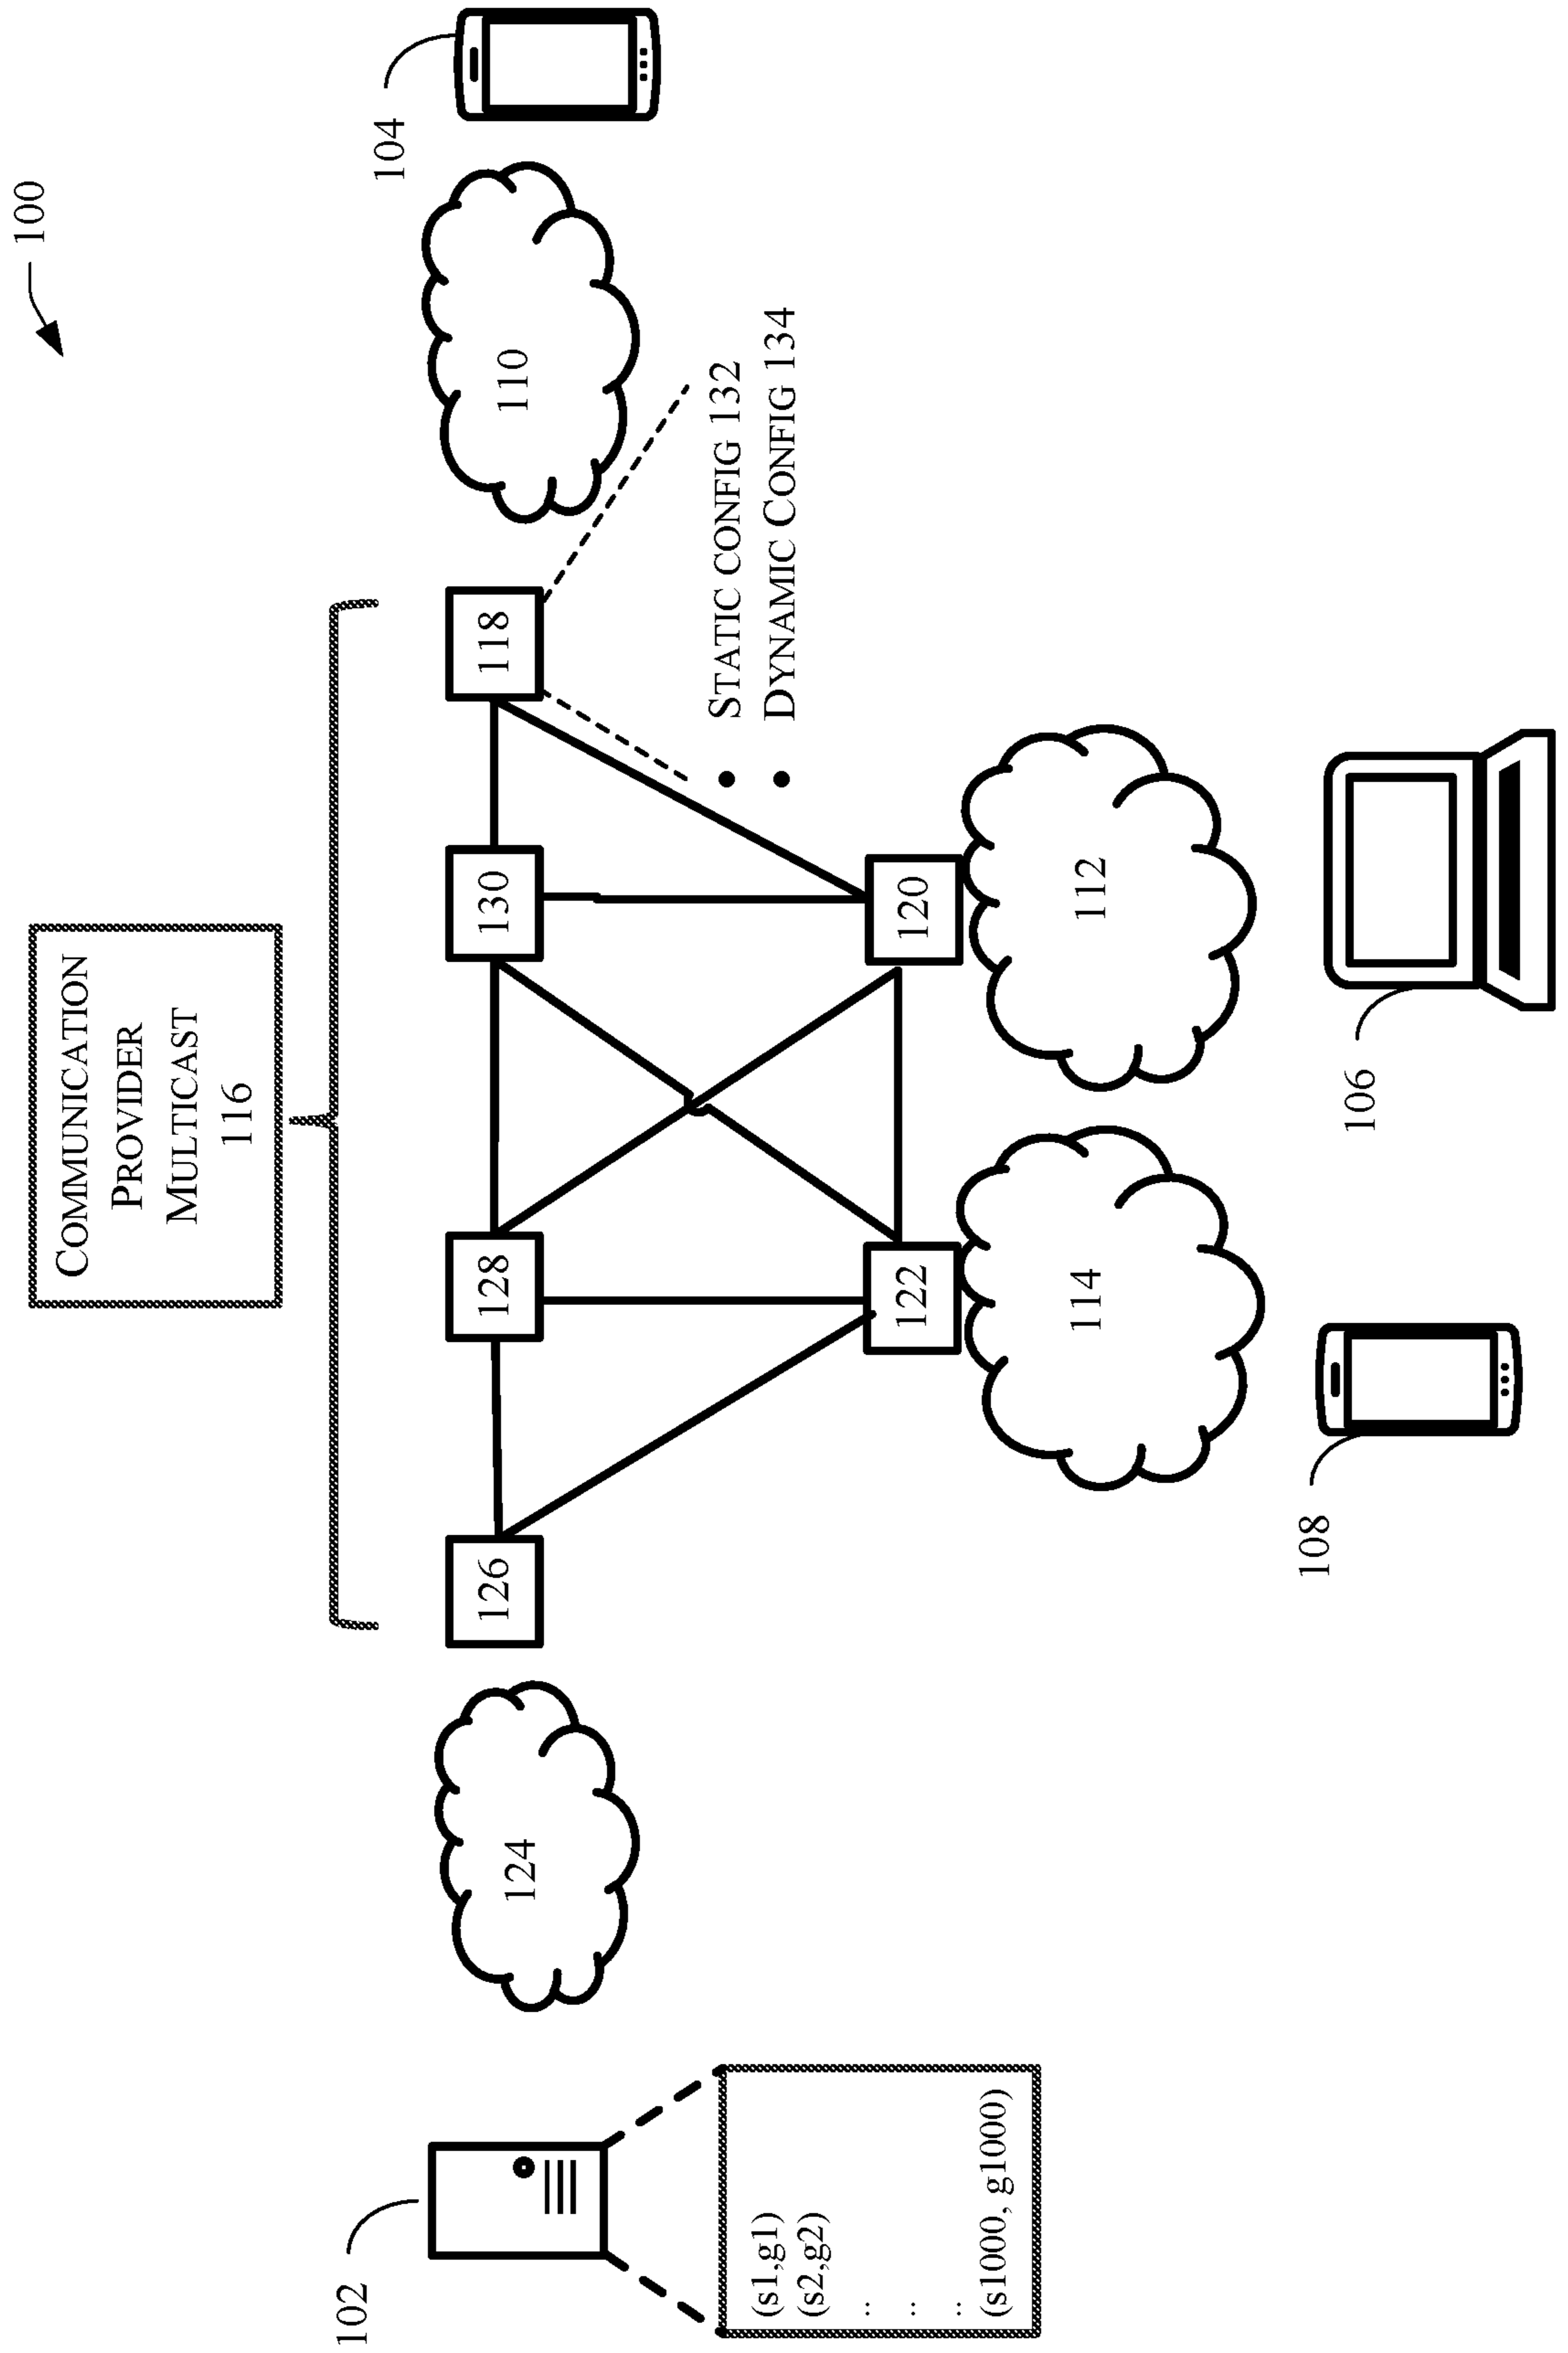 100
COMMUNICATION
PROVIDER
MULTICAST
116
102
124
126
128
130
118
110
104
STATIC CONFIG 132
DYNAMIC CONFIG 134
122
120
114
112
108
106
(s1,g1)
(s2,g2)
:
:
:
(s1000, g1000)